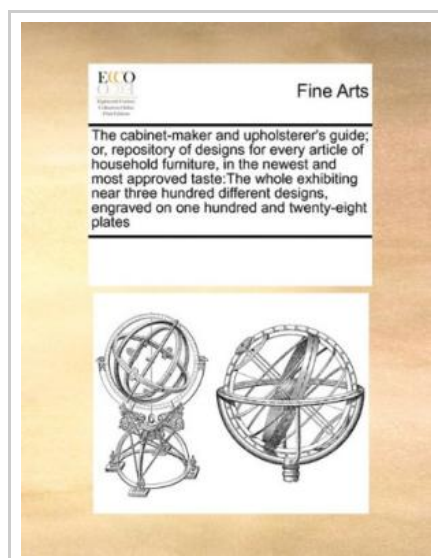 ECCO
Fine Arts
The cabinet-maker and upholsterer's guide;
or, repository of designs for every article of
household furniture, in the newest and
most approved taste:The whole exhibiting
near three hundred different designs,
engraved on one hundred and twenty-eight
plates